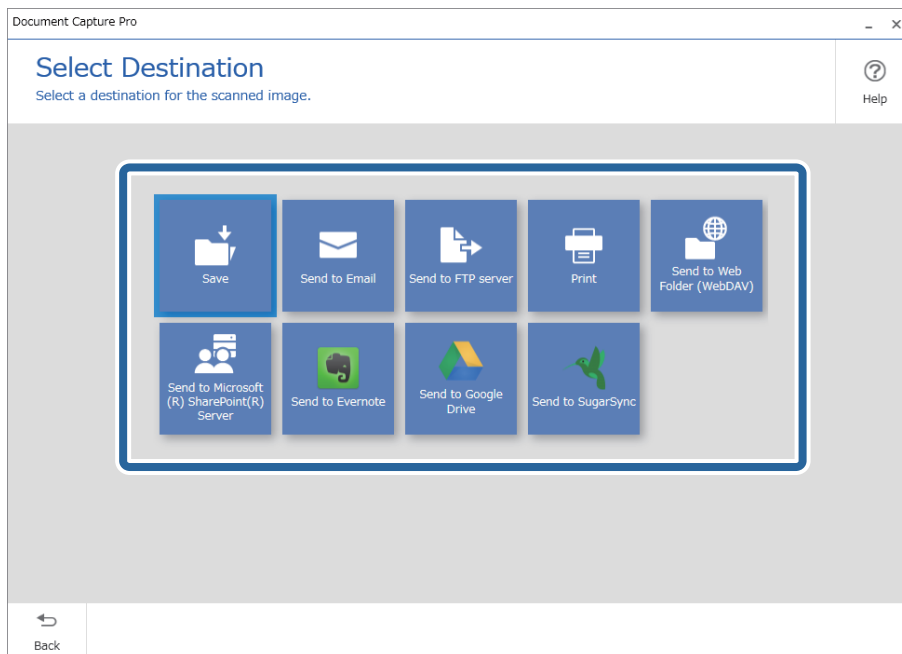 Document Capture Pro
Select Destination
Select a destination for the scanned image.
Help
Save
Send to Email
Send to FTP server
Print
Send to Web
Folder (WebDAV)
Send to Microsoft
(R) SharePoint(R)
Server
Send to Evernote
Send to Google
Drive
Send to SugarSync
Back